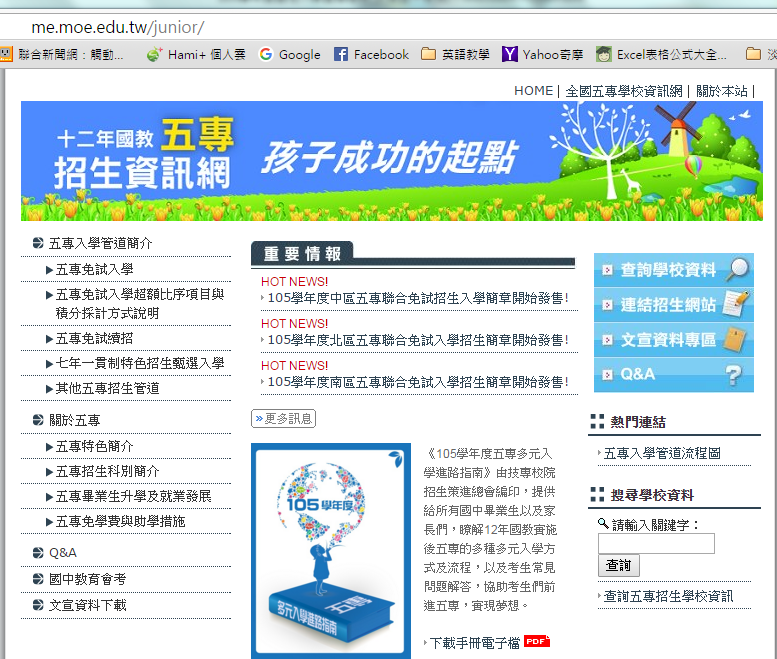 me.moe.edu.tw/junior/
聯合新聞網：觸動...
Hami+ 個人雲
Google
Facebook
英語教學
Yahoo奇摩
Excel表格公式大全...
HOME | 全國五專學校資訊網 | 關於本站 |
十二年國教 五專
招生資訊網
孩子成功的起點
五專入學管道簡介
五專免試入學
五專免試入學超額比序項目與
積分採計方式說明
五專免試續招
七年一貫制特色招生甄選入學
其他五專招生管道
關於五專
五專特色簡介
五專招生科別簡介
五專畢業生升學及就業發展
五專免學費與助學措施
Q&A
國中教育會考
文宣資料下載
重要情報
HOT NEWS!
105學年度中區五專聯合免試招生入學簡章開始發售!
HOT NEWS!
105學年度北區五專聯合免試入學招生簡章開始發售!
HOT NEWS!
105學年度南區五專聯合免試入學招生簡章開始發售!
更多訊息
105學年度
五專
多元入學進路指南
《105學年度五專多元入
學進路指南》由技專校院
招生策進總會編印，提供
給所有國中畢業生以及家
長們，瞭解12年國教實施
後五專的多種多元入學方
式及流程，以及考生常見
問題解答，協助考生們前
進五專，實現夢想。
下載手冊電子檔 PDF
查詢學校資料
連結招生網站
文宣資料專區
Q&A
熱門連結
五專入學管道流程圖
搜尋學校資料
請輸入關鍵字：
查詢
查詢五專招生學校資訊